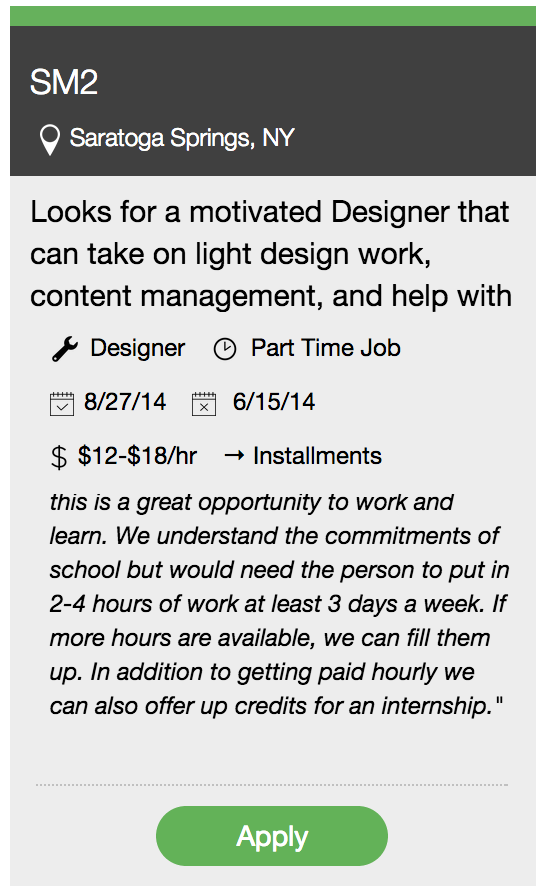 SM2
Saratoga Springs, NY
Looks for a motivated Designer that
can take on light design work,
content management, and help with
Designer Part Time Job
8/27/14 6/15/14
$ $12-$18/hr → Installments
this is a great opportunity to work and
learn. We understand the commitments of
school but would need the person to put in
2-4 hours of work at least 3 days a week. If
more hours are available, we can fill them
up. In addition to getting paid hourly we
can also offer up credits for an internship."
Apply